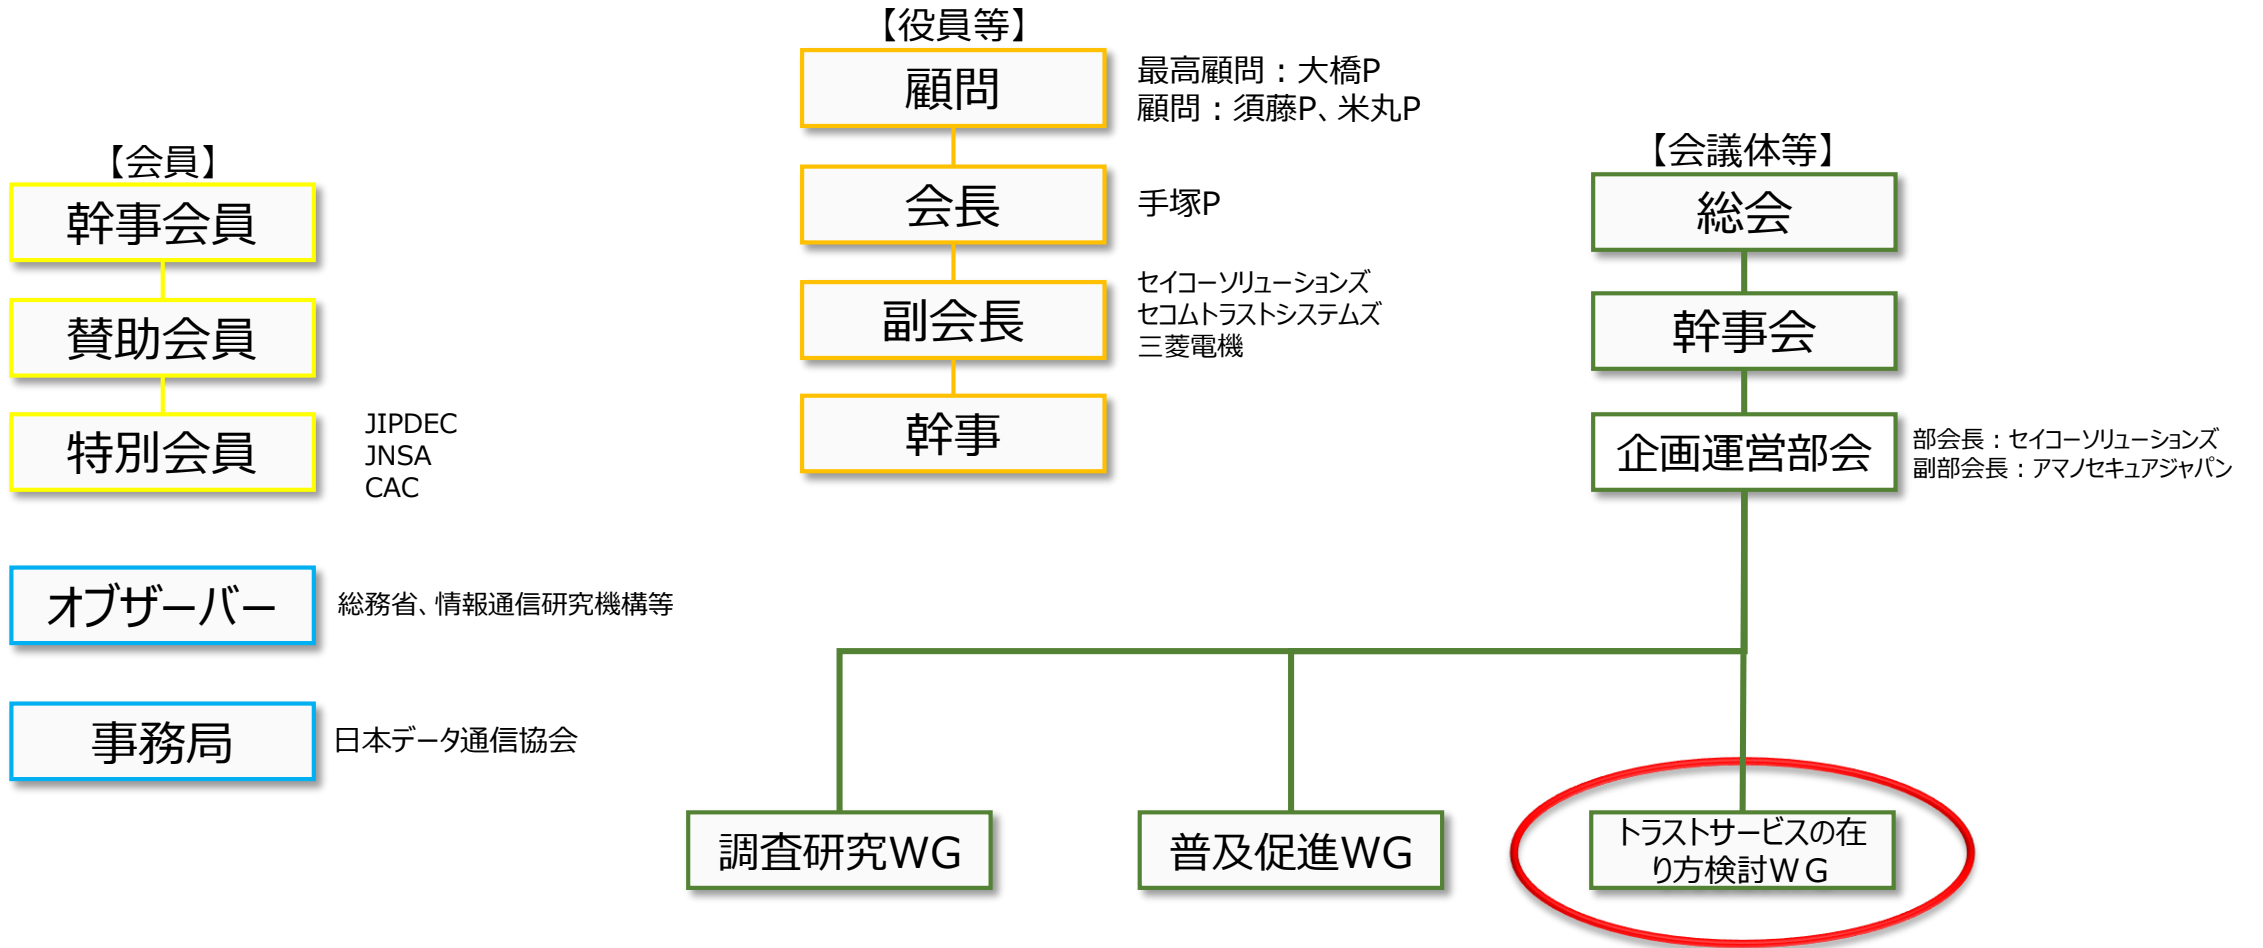 【役員等】
顧問
最高顧問：大橋P
顧問：須藤P、米丸P
会長
手塚P
副会長
セイコーソリューションズ
セコムトラストシステムズ
三菱電機
幹事
【会員】
幹事会員
賛助会員
特別会員
JIPDEC
JNSA
CAC
オブザーバー
総務省、情報通信研究機構等
事務局
日本データ通信協会
【会議体等】
総会
幹事会
企画運営部会
部会長：セイコーソリューションズ
副部会長：アマノセキュアジャパン
調査研究WG
普及促進WG
トラストサービスの在
り方検討ＷＧ